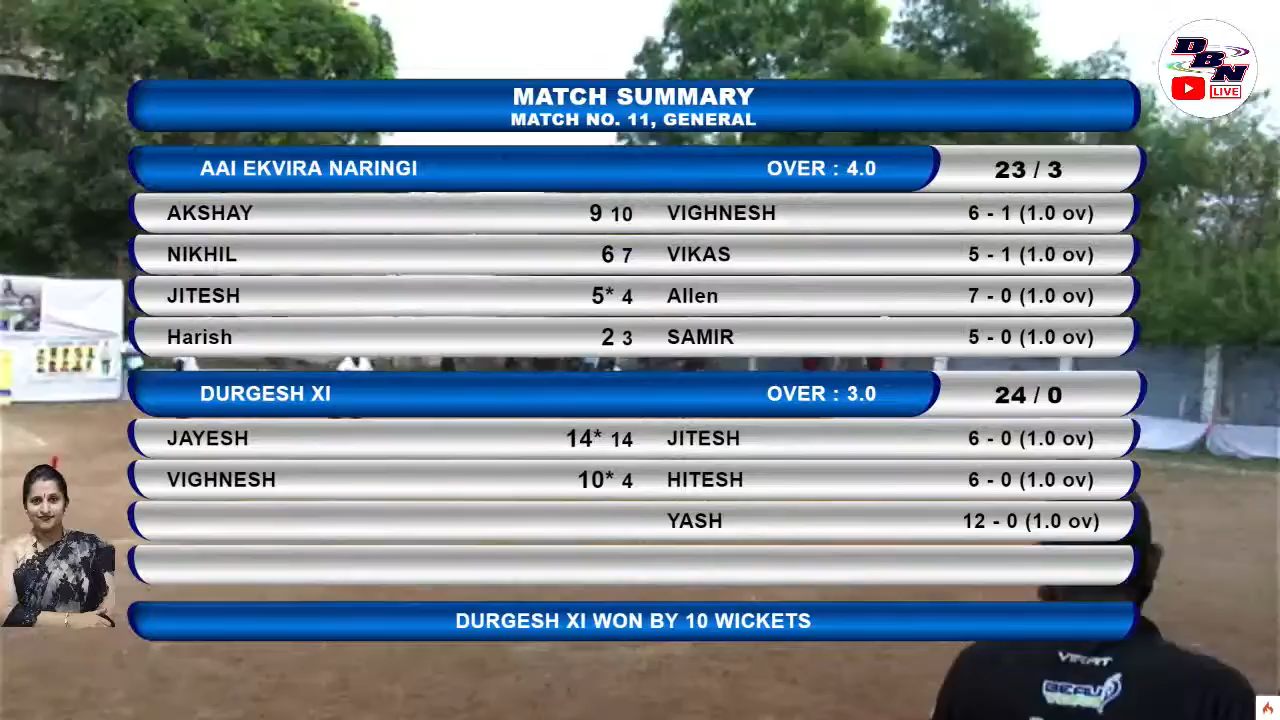 DBN
LIVE
MATCH SUMMARY
MATCH NO. 11, GENERAL
AAI EKVIRA NARINGI OVER : 4.0 23 / 3
AKSHAY 9 10 VIGHNESH 6 - 1 (1.0 ov)
NIKHIL 6 7 VIKAS 5 - 1 (1.0 ov)
JITESH 5* 4 Allen 7 - 0 (1.0 ov)
Harish 2 3 SAMIR 5 - 0 (1.0 ov)
DURGESH XI OVER : 3.0 24 / 0
JAYESH 14* 14 JITESH 6 - 0 (1.0 ov)
VIGHNESH 10* 4 HITESH 6 - 0 (1.0 ov)
YASH 12 - 0 (1.0 ov)
DURGESH XI WON BY 10 WICKETS